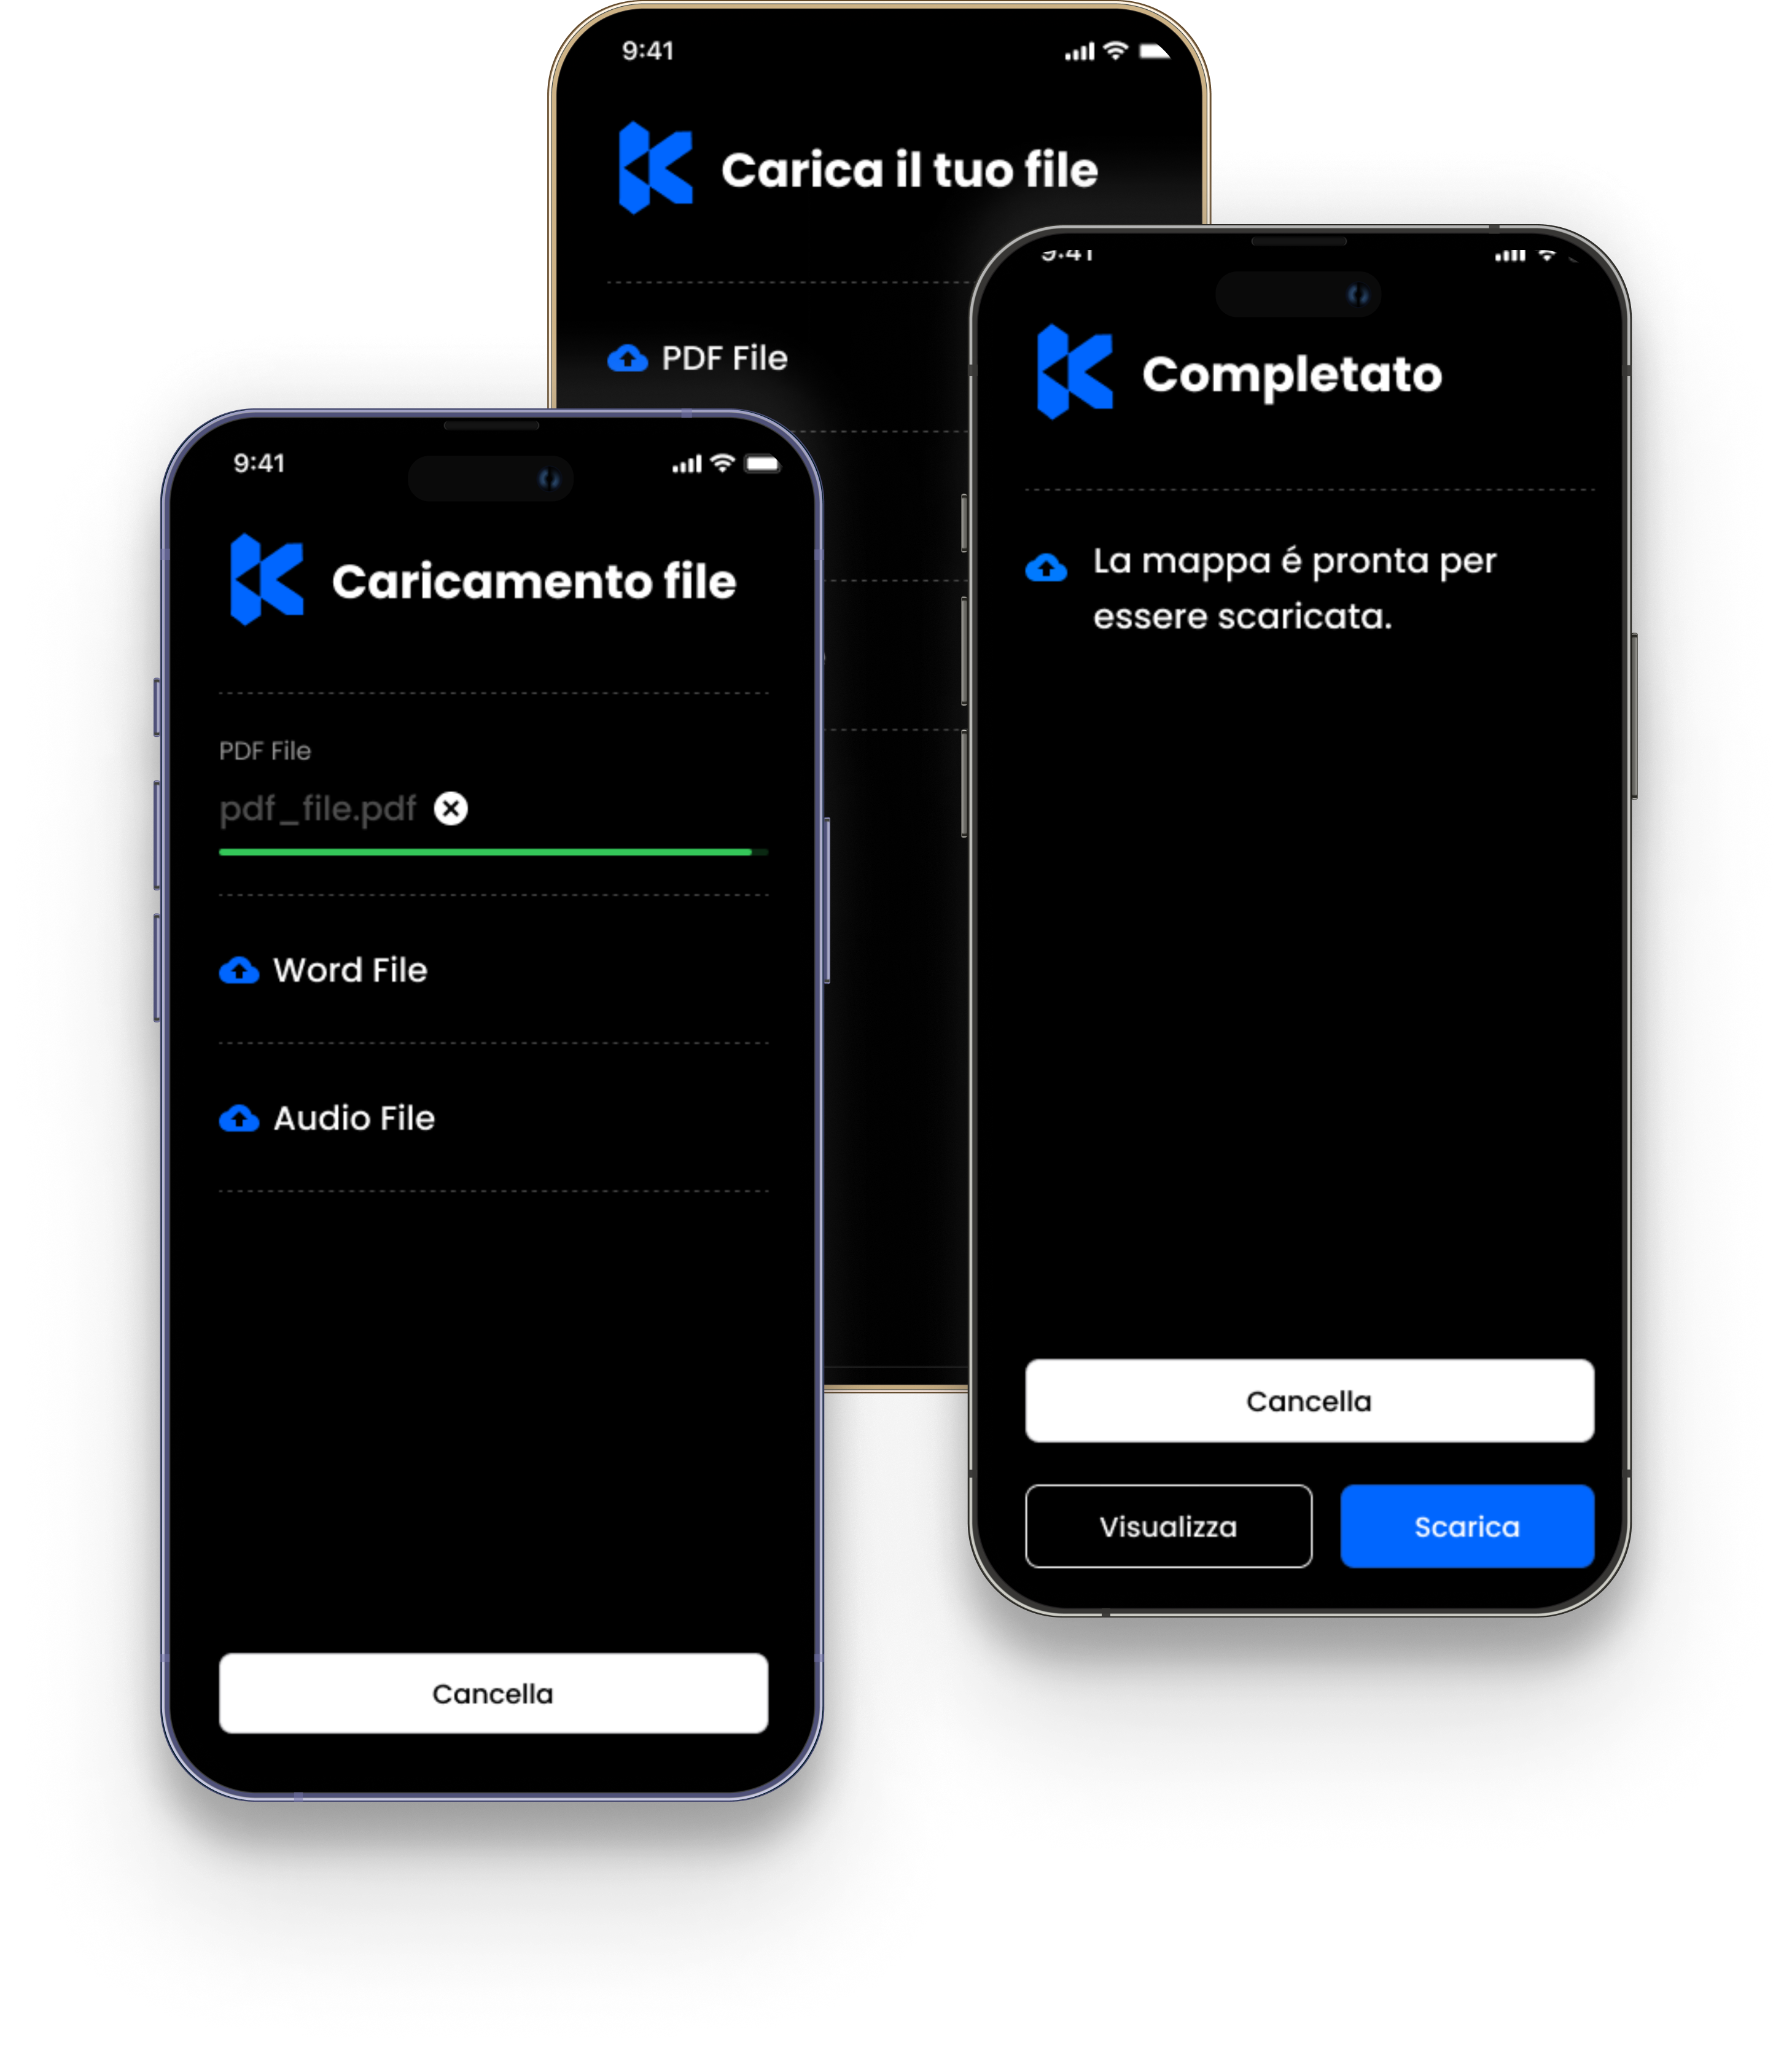 9:41
Carica il tuo file
PDF File
9:41
Completato
La mappa é pronta per
essere scaricata.
Cancella
Visualizza
Scarica
9:41
Caricamento file
PDF File
pdf_file.pdf
Word File
Audio File
Cancella